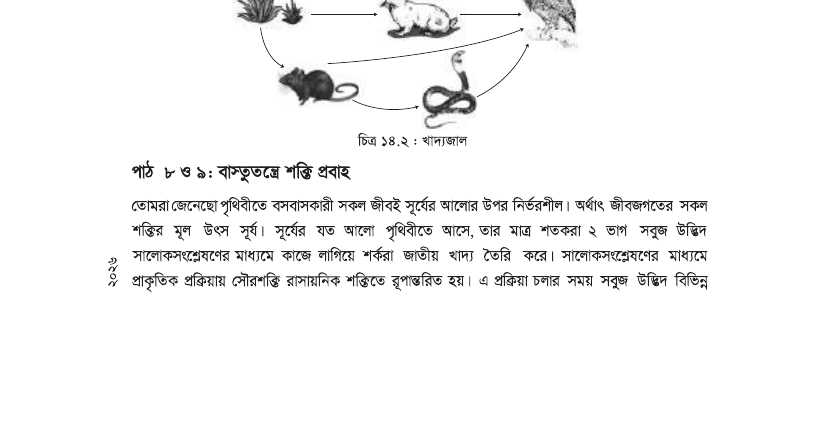 চিত্র ১৪.২ : খাদ্যজাল
পাঠ ৮ ও ৯: বাস্তুতন্ত্রে শক্তি প্রবাহ
তোমরা জেনেছো পৃথিবীতে বসবাসকারী সকল জীবই সূর্যের আলোর উপর নির্ভরশীল। অর্থাৎ জীবজগতের সকল
শক্তির মূল উৎস সূর্য। সূর্যের যত আলো পৃথিবীতে আসে, তার মাত্র শতকরা ২ ভাগ সবুজ উদ্ভিদ
সালোকসংশ্লেষণের মাধ্যমে কাজে লাগিয়ে শর্করা জাতীয় খাদ্য তৈরি করে। সালোকসংশ্লেষণের মাধ্যমে
প্রাকৃতিক প্রক্রিয়ায় সৌরশক্তি রাসায়নিক শক্তিতে রূপান্তরিত হয়। এ প্রক্রিয়া চলার সময় সবুজ উদ্ভিদ বিভিন্ন
২০২৬